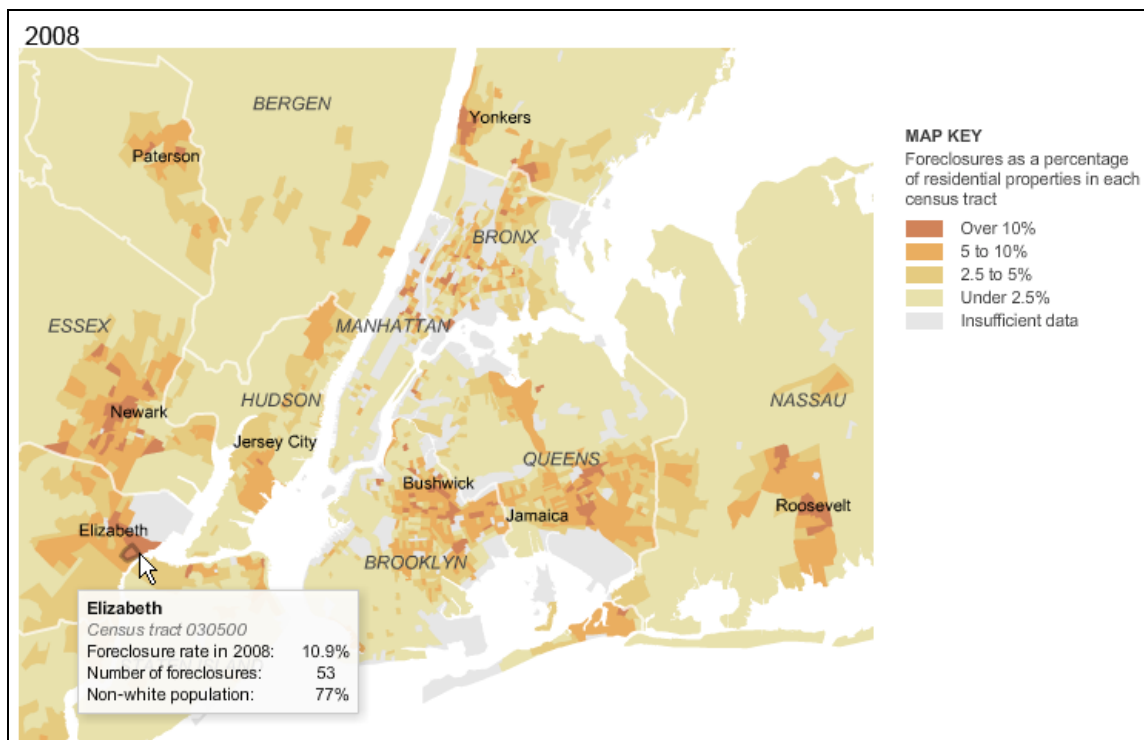 2008
BERGEN
Yonkers
Paterson
BRONX
ESSEX
MANHATTAN
HUDSON
NASSAU
Newark
Jersey City
QUEENS
Bushwick
Roosevelt
Jamaica
Elizabeth
BROOKLYN
STATEN ISLAND
Elizabeth
Census tract 030500
Foreclosure rate in 2008: 10.9%
Number of foreclosures: 53
Non-white population: 77%
MAP KEY
Foreclosures as a percentage
of residential properties in each
census tract
Over 10%
5 to 10%
2.5 to 5%
Under 2.5%
Insufficient data